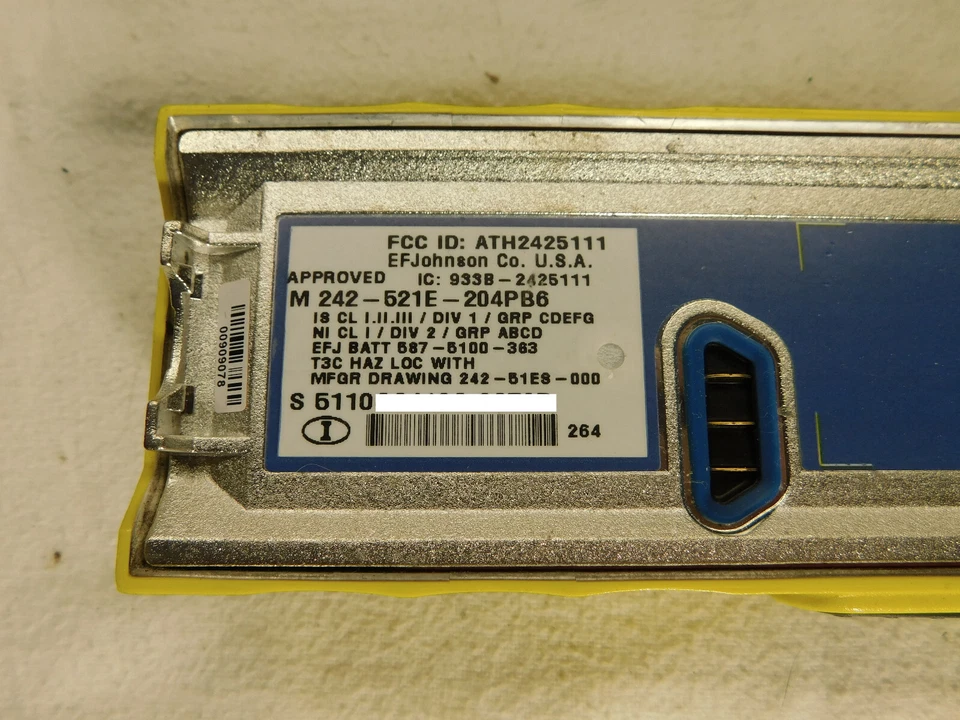 FCC ID: ATH2425111
EFJohnson Co. U.S.A.
APPROVED IC: 933B-2425111
M 242-521E-204PB6
IS CL I.II.III / DIV 1 / GRP CDEFG
NI CL I / DIV 2 / GRP ABCD
EFJ BATT 587-5100-363
T3C HAZ LOC WITH
MFGR DRAWING 242-51ES-000
S 5110
I
264
00909078